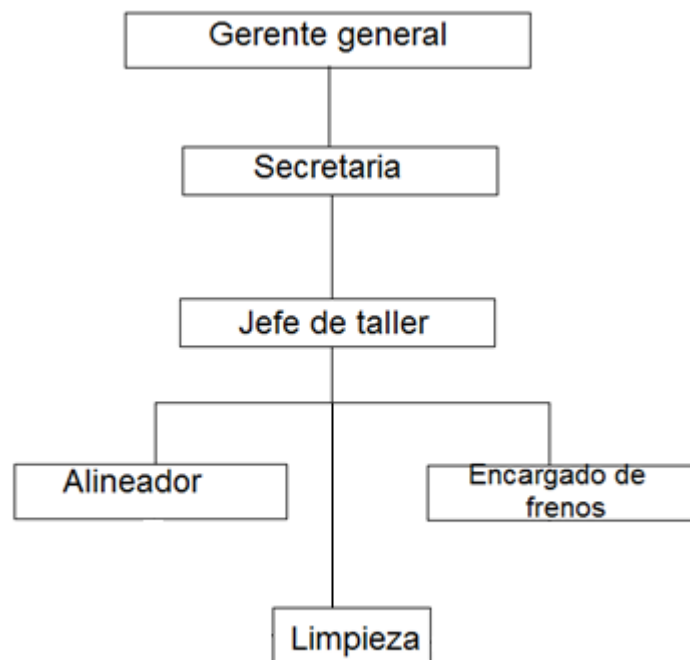 Gerente general
Secretaria
Jefe de taller
Alineador
Encargado de
frenos
Limpieza